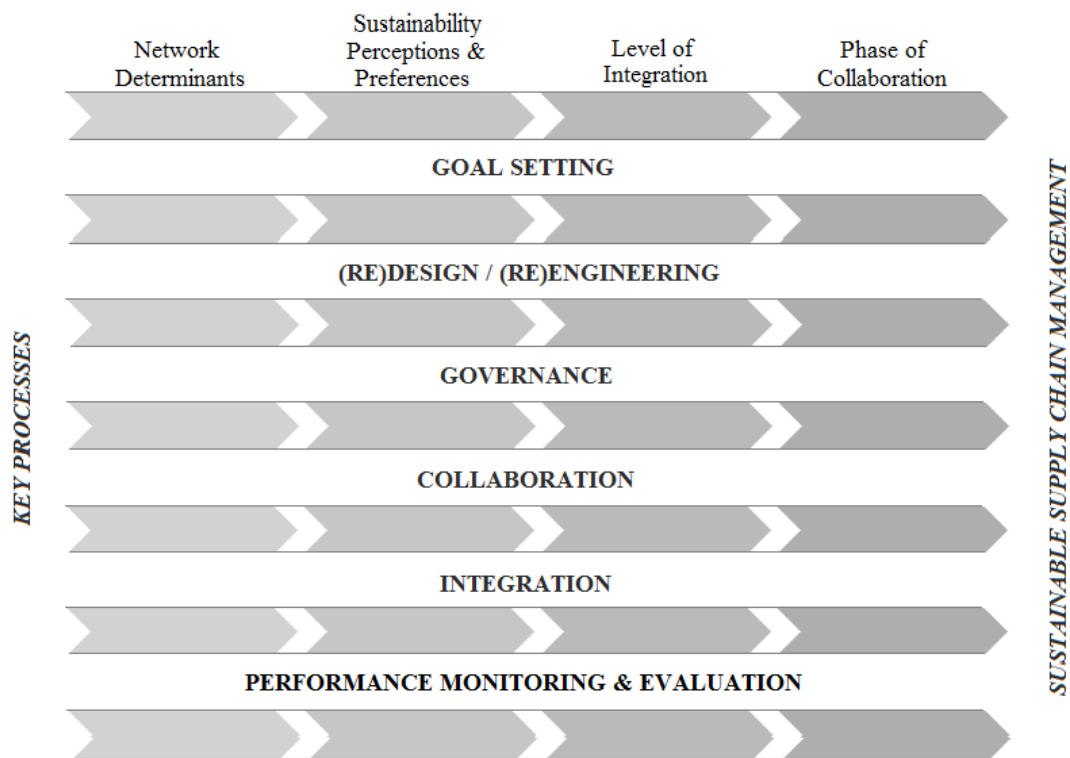 Network
Determinants
Sustainability
Perceptions &
Preferences
Level of
Integration
Phase of
Collaboration
GOAL SETTING
(RE)DESIGN / (RE)ENGINEERING
GOVERNANCE
COLLABORATION
INTEGRATION
PERFORMANCE MONITORING & EVALUATION
KEY PROCESSES
SUSTAINABLE SUPPLY CHAIN MANAGEMENT